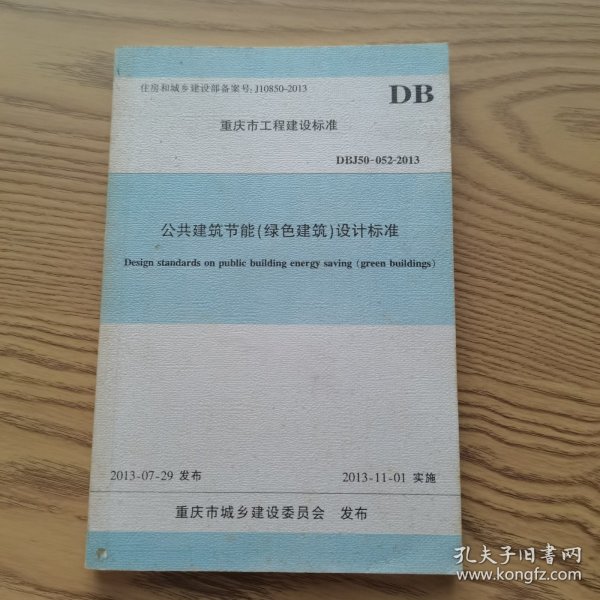 住房和城乡建设部备案号：J10850-2013
DB
重庆市工程建设标准
DBJ50-052-2013
公共建筑节能(绿色建筑)设计标准
Design standards on public building energy saving (green buildings)
2013-07-29 发布
2013-11-01 实施
重庆市城乡建设委员会 发布
孔夫子旧书网
www.kongfz.com